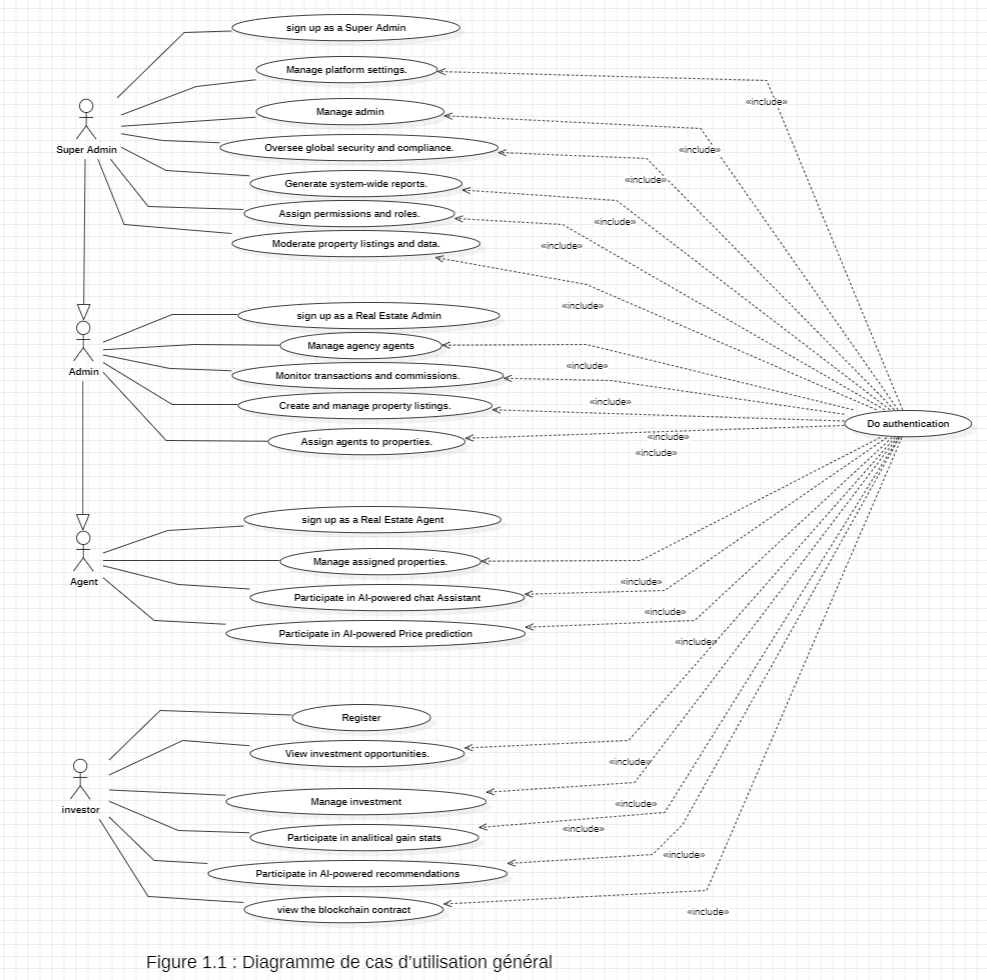 sign up as a Super Admin
Manage platform settings.
«include»
Manage admin
Super Admin
Oversee global security and compliance.
«include»
Generate system-wide reports.
«include»
Assign permissions and roles.
«include»
Moderate property listings and data.
«include»
«include»
sign up as a Real Estate Admin
Manage agency agents
Admin
Monitor transactions and commissions.
«include»
Create and manage property listings.
«include»
Do authentication
Assign agents to properties.
«include»
«include»
sign up as a Real Estate Agent
Manage assigned properties.
Agent
«include»
Participate in AI-powered chat Assistant
«include»
Participate in AI-powered Price prediction
«include»
Register
View investment opportunities.
«include»
investor
Manage investment
«include»
Participate in analitical gain stats
«include»
Participate in AI-powered recommendations
«include»
view the blockchain contract
«include»
Figure 1.1 : Diagramme de cas d'utilisation général